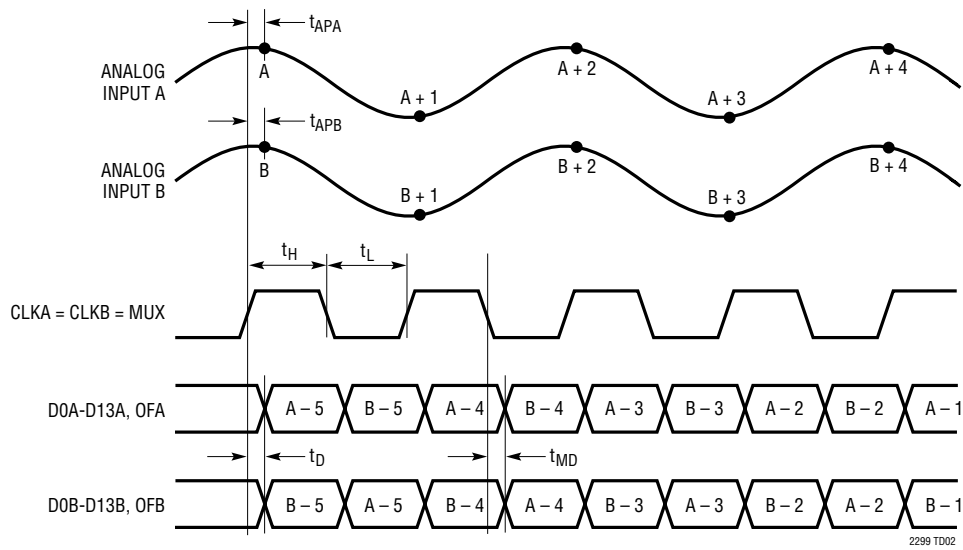 tAPA
ANALOG
INPUT A
A
A + 1
A + 2
A + 3
A + 4
tAPB
ANALOG
INPUT B
B
B + 1
B + 2
B + 3
B + 4
tH
tL
CLKA = CLKB = MUX
D0A-D13A, OFA
A – 5
B – 5
A – 4
B – 4
A – 3
B – 3
A – 2
B – 2
A – 1
tD
tMD
D0B-D13B, OFB
B – 5
A – 5
B – 4
A – 4
B – 3
A – 3
B – 2
A – 2
B – 1
2299 TD02